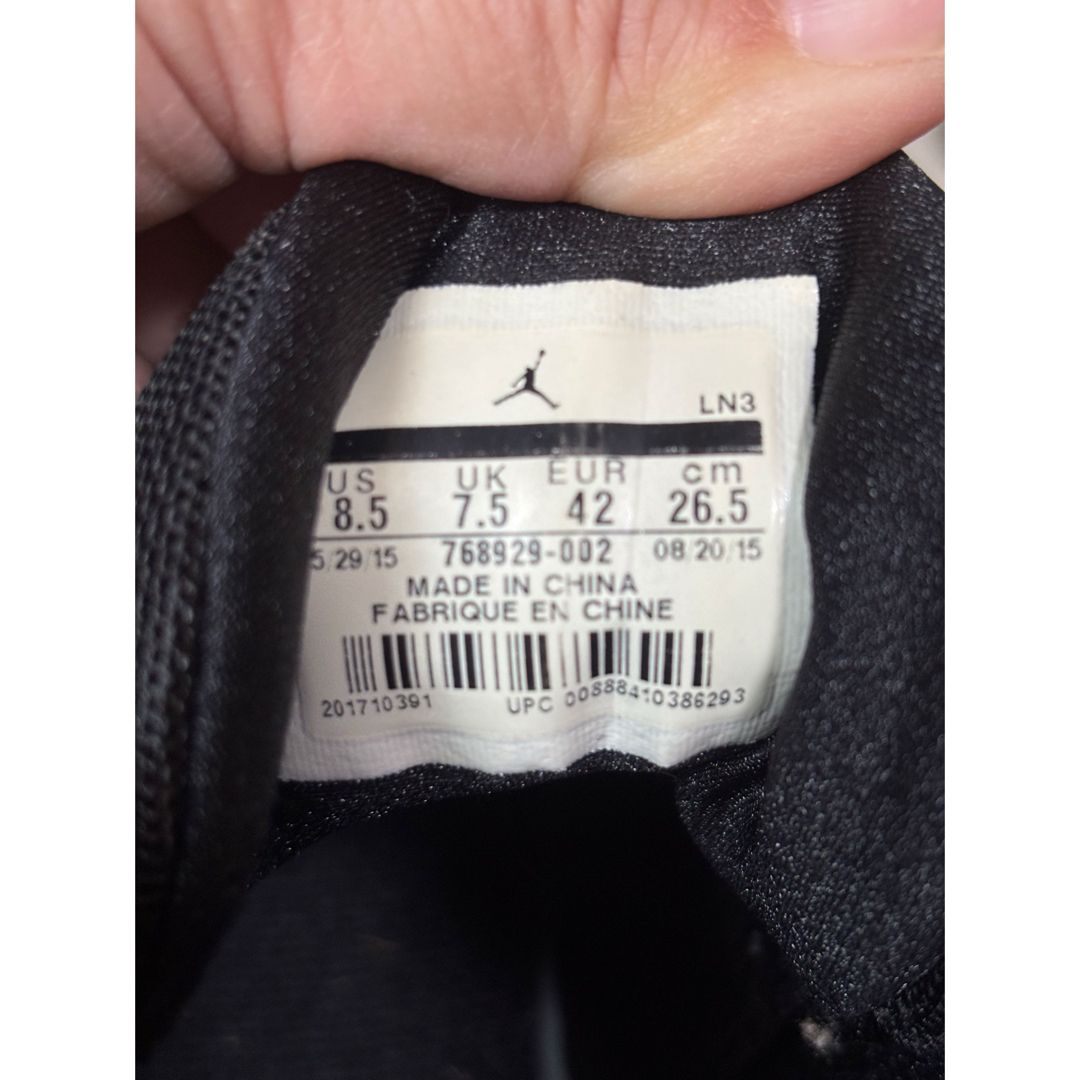 LN3
US UK EUR cm
8.5 7.5 42 26.5
5/29/15 768929-002 08/20/15
MADE IN CHINA
FABRIQUE EN CHINE
201710391 UPC 00888410386293